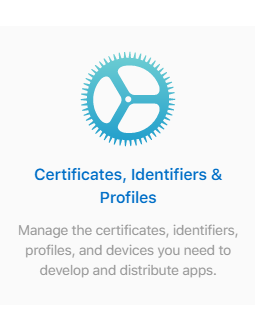 Certificates, Identifiers &
Profiles
Manage the certificates, identifiers,
profiles, and devices you need to
develop and distribute apps.